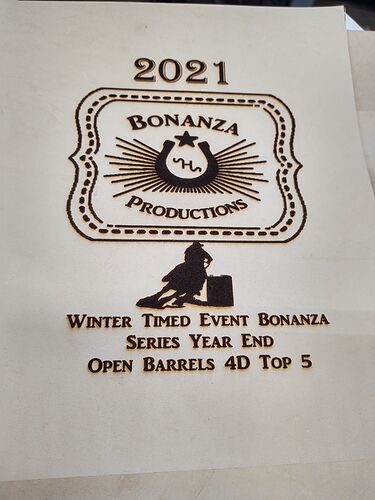 2021
BONANZA
H
PRODUCTIONS
WINTER TIMED EVENT BONANZA
SERIES YEAR END
OPEN BARRELS 4D TOP 5